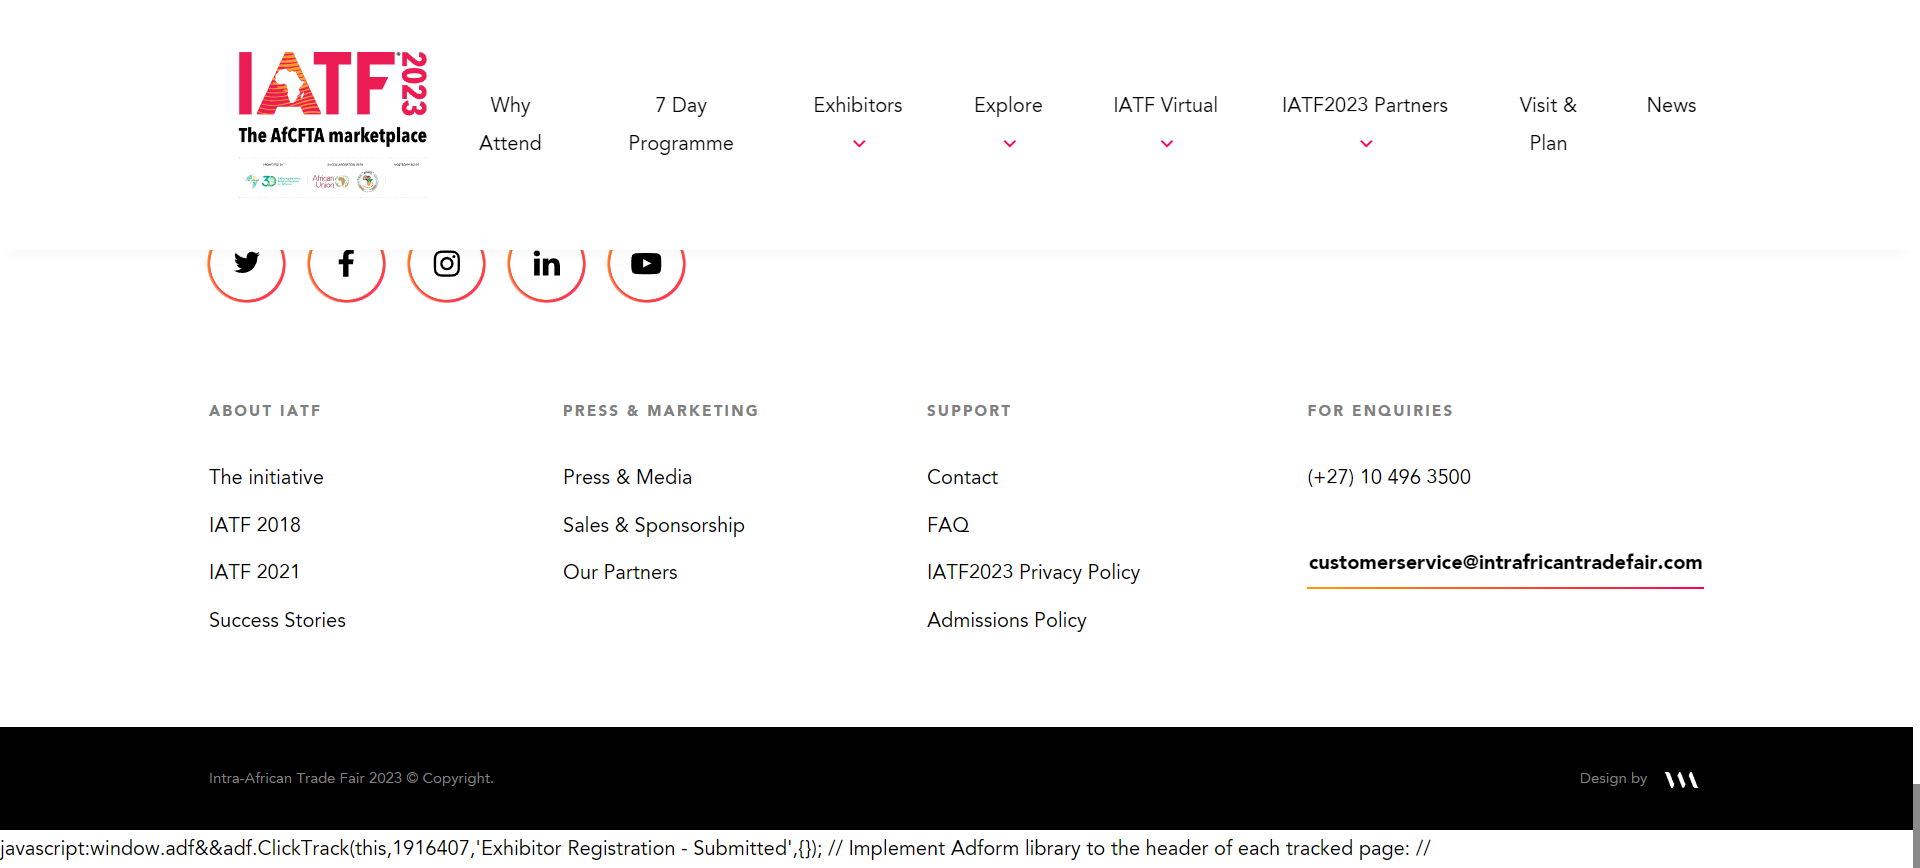 IATF 2023
The AfCFTA marketplace
30
African
Union
Why
Attend
7 Day
Programme
Exhibitors
Explore
IATF Virtual
IATF2023 Partners
Visit &
Plan
News
ABOUT IATF
The initiative
IATF 2018
IATF 2021
Success Stories
PRESS & MARKETING
Press & Media
Sales & Sponsorship
Our Partners
SUPPORT
Contact
FAQ
IATF2023 Privacy Policy
Admissions Policy
FOR ENQUIRIES
(+27) 10 496 3500
customerservice@intrafricantradefair.com
Intra-African Trade Fair 2023 © Copyright.
Design by
javascript:window.adf&&adf.ClickTrack(this,1916407,'Exhibitor Registration - Submitted',{}); // Implement Adform library to the header of each tracked page: //